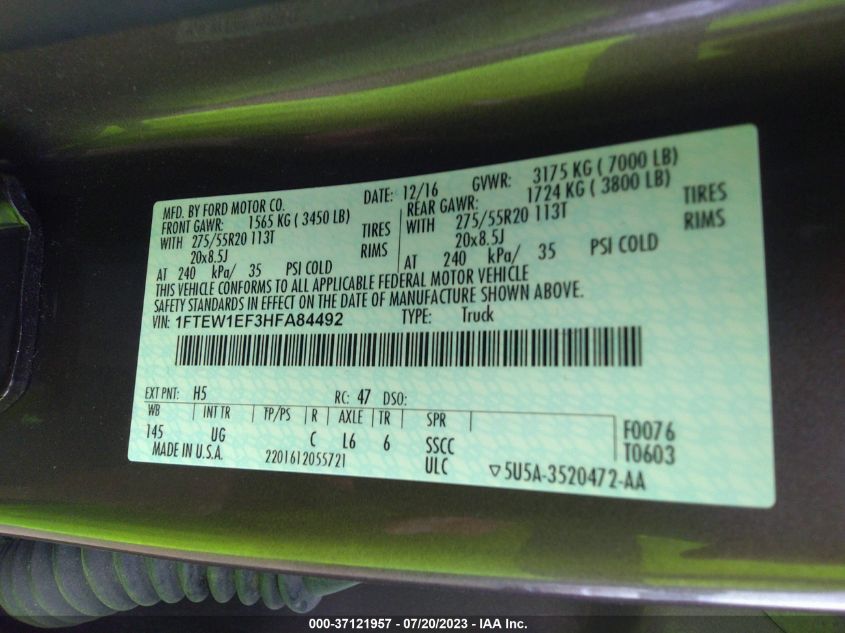 MFD. BY FORD MOTOR CO.
DATE: 12/16 GVWR: 3175 KG ( 7000 LB)
FRONT GAWR: 1565 KG ( 3450 LB) REAR GAWR: 1724 KG ( 3800 LB)
WITH 275/55R20 113T TIRES WITH 275/55R20 113T TIRES
20x8.5J RIMS 20x8.5J RIMS
AT 240 kPa/ 35 PSI COLD AT 240 kPa/ 35 PSI COLD
THIS VEHICLE CONFORMS TO ALL APPLICABLE FEDERAL MOTOR VEHICLE
SAFETY STANDARDS IN EFFECT ON THE DATE OF MANUFACTURE SHOWN ABOVE.
VIN: 1FTEW1EF3HFA84492 TYPE: Truck
EXT PNT: H5 RC: 47 DSO:
WB INT TR TP/PS R AXLE TR SPR
145 UG C L6 6 SSCC F0076
ULC T0603
MADE IN U.S.A. 2201612055721 ▽5U5A-3520472-AA
000-37121957 / 07/20/2023 - IAA Inc.